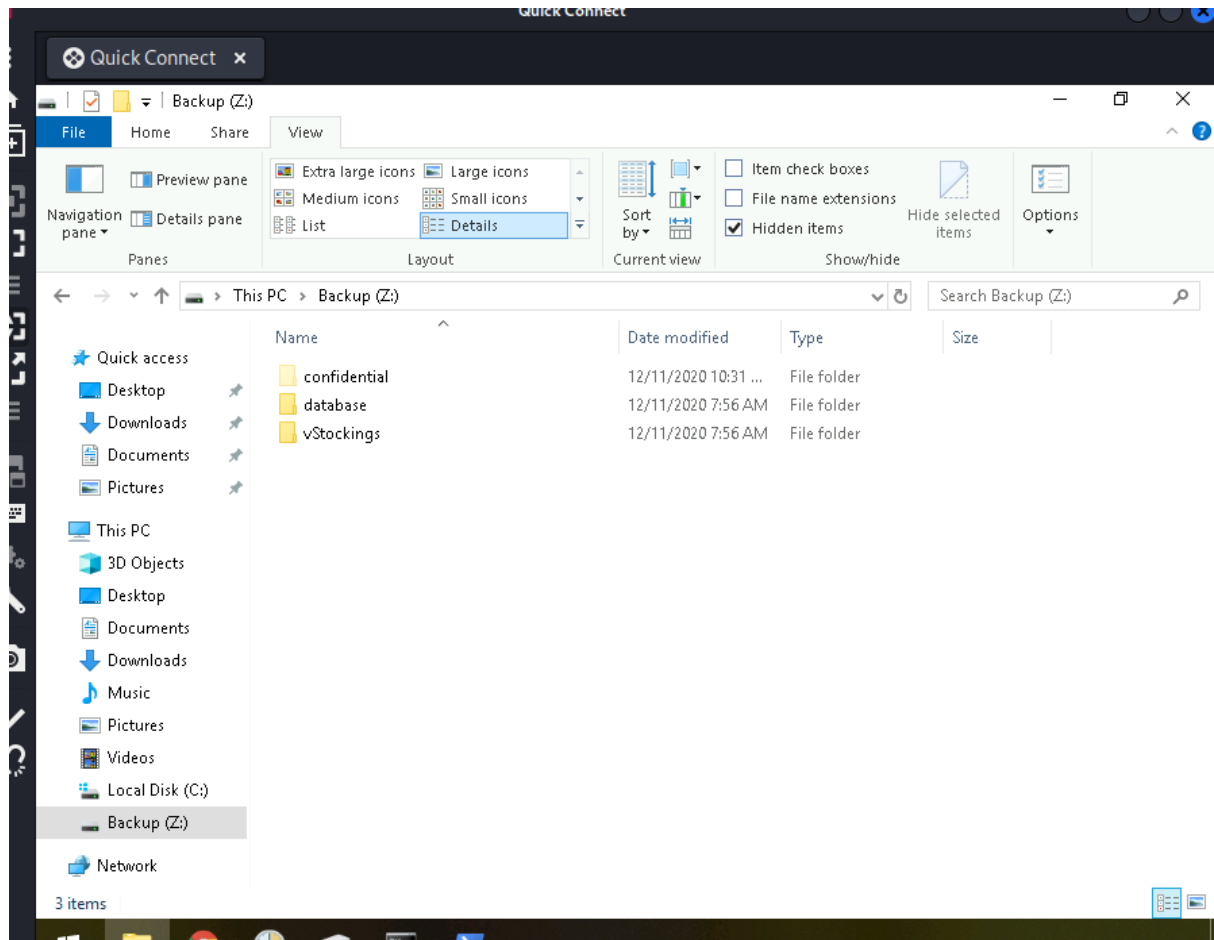 Quick Connect
Quick Connect ×
Backup (Z:)
File Home Share View
Navigation pane
Preview pane
Details pane
Panes
Extra large icons Large icons
Medium icons Small icons
List Details
Layout
Sort by
Current view
Item check boxes
File name extensions
Hidden items
Hide selected items
Show/hide
Options
This PC > Backup (Z:)
Search Backup (Z:)
Name Date modified Type Size
confidential 12/11/2020 10:31 ... File folder
database 12/11/2020 7:56 AM File folder
vStockings 12/11/2020 7:56 AM File folder
Quick access
Desktop
Downloads
Documents
Pictures
This PC
3D Objects
Desktop
Documents
Downloads
Music
Pictures
Videos
Local Disk (C:)
Backup (Z:)
Network
3 items